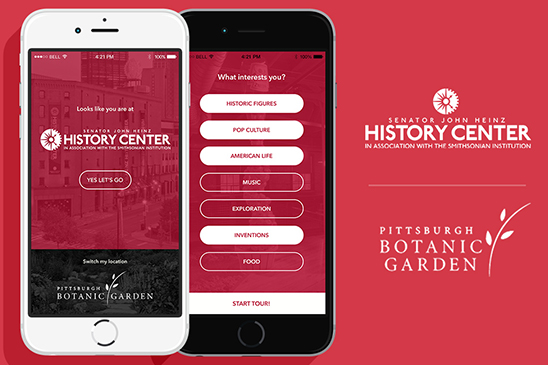 BELL
4:21 PM
100%
Looks like you are at
SENATOR JOHN HEINZ
HISTORY CENTER
IN ASSOCIATION WITH THE SMITHSONIAN INSTITUTION
YES LET'S GO
Switch my location
PITTSBURGH
BOTANIC GARDEN
BELL
4:21 PM
100%
What interests you?
HISTORIC FIGURES
POP CULTURE
AMERICAN LIFE
MUSIC
EXPLORATION
INVENTIONS
FOOD
START TOUR!
SENATOR JOHN HEINZ
HISTORY CENTER
IN ASSOCIATION WITH THE SMITHSONIAN INSTITUTION
PITTSBURGH
BOTANIC
GARDEN